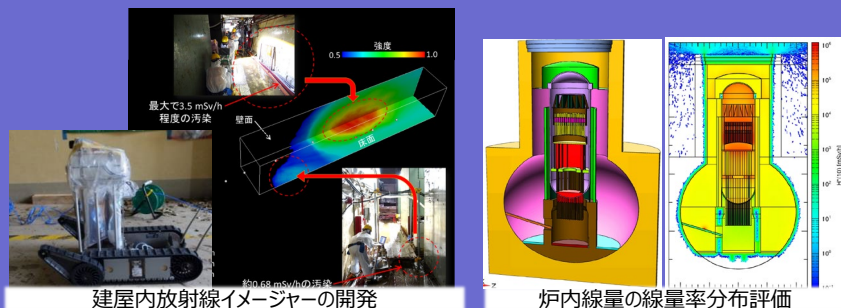 強度
0.5
1.0
最大で3.5 mSv/h
程度の汚染
壁面
床面
約0.68 mSv/hの汚染
建屋内放射線イメージャーの開発
炉内線量の線量率分布評価